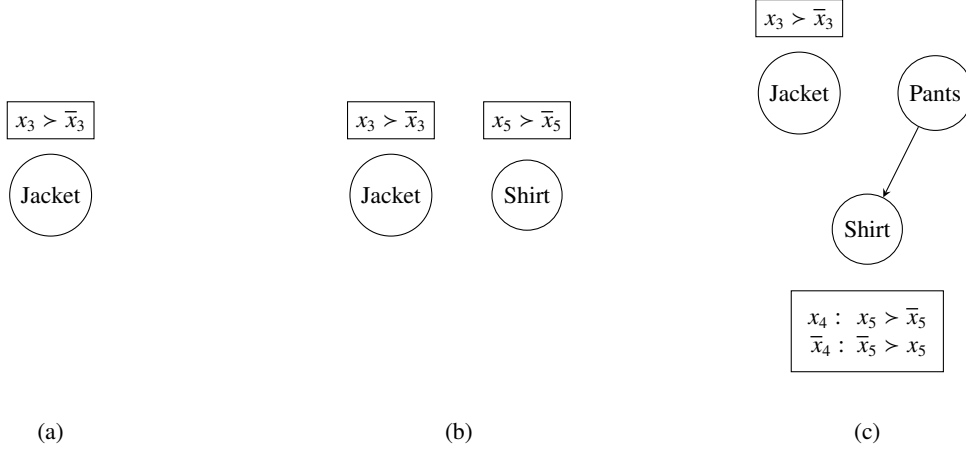 x₃ ≻ x̅₃
Jacket
(a)
x₃ ≻ x̅₃
x₅ ≻ x̅₅
Jacket
Shirt
(b)
x₃ ≻ x̅₃
Jacket
Pants
Shirt
x₄ : x₅ ≻ x̅₅
x̅₄ : x̅₅ ≻ x₅
(c)